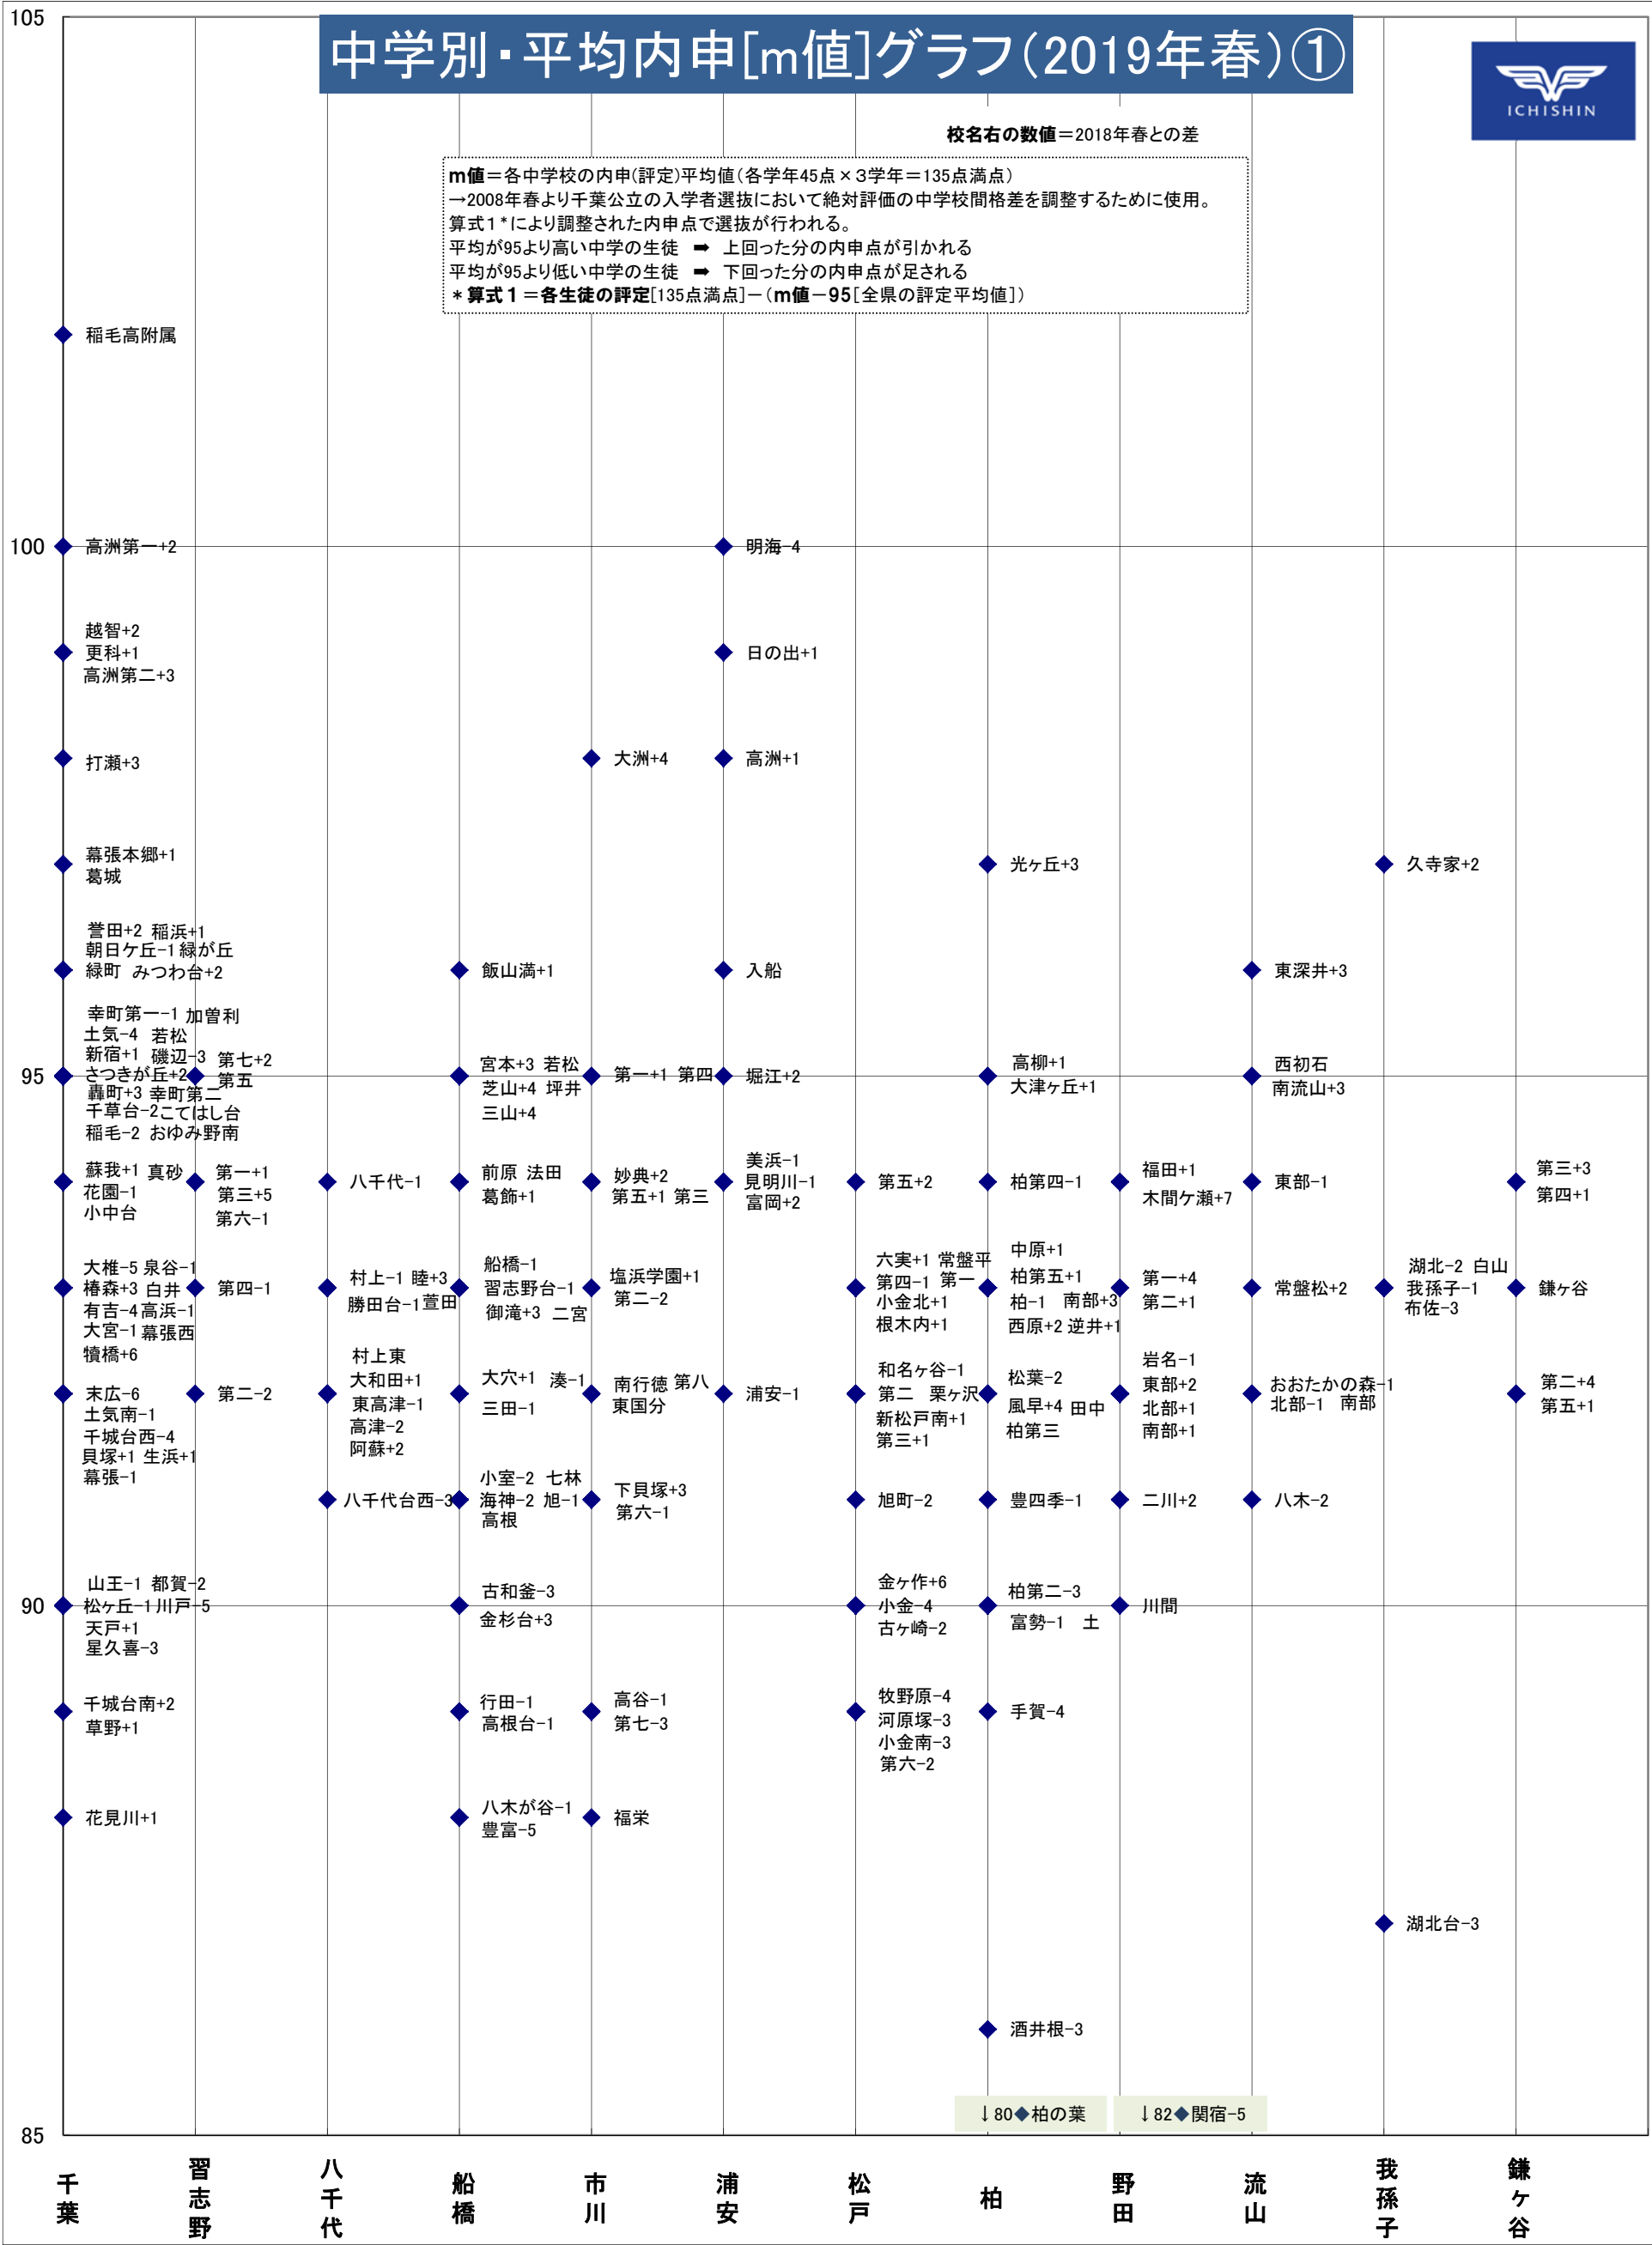 105
中学別・平均内申[m値]グラフ(2019年春)①
ICHISHIN
校名右の数値＝2018年春との差
m値＝各中学校の内申(評定)平均値(各学年45点×3学年＝135点満点)
→2008年春より千葉公立の入学者選抜において絶対評価の中学校間格差を調整するために使用。
算式1*により調整された内申点で選抜が行われる。
平均が95より高い中学の生徒 ➡ 上回った分の内申点が引かれる
平均が95より低い中学の生徒 ➡ 下回った分の内申点が足される
＊算式1＝各生徒の評定[135点満点]－(m値－95[全県の評定平均値])
稲毛高附属
100
高洲第一+2
明海-4
越智+2
更科+1
高洲第二+3
日の出+1
打瀬+3
大洲+4
高洲+1
幕張本郷+1
葛城
光ヶ丘+3
久寺家+2
誉田+2 稲浜+1
朝日ケ丘-1 緑が丘
緑町 みつわ台+2
飯山満+1
入船
東深井+3
95
幸町第一-1 加曽利
土気-4 若松
新宿+1 磯辺-3
さつきが丘+2
轟町+3 幸町第二
千草台-2 こてはし台
稲毛-2 おゆみ野南
第七+2
第五
宮本+3 若松
芝山+4 坪井
三山+4
第一+1 第四
堀江+2
高柳+1
大津ヶ丘+1
西初石
南流山+3
蘇我+1 真砂
花園-1
小中台
第一+1
第三+5
第六-1
八千代-1
前原 法田
葛飾+1
妙典+2
第五+1 第三
美浜-1
見明川-1
富岡+2
第五+2
柏第四-1
福田+1
木間ケ瀬+7
東部-1
第三+3
第四+1
大椎-5 泉谷-1
椿森+3 白井
有吉-4 高浜-1
大宮-1 幕張西
犢橋+6
第四-1
村上-1 睦+3
勝田台-1 萱田
船橋-1
習志野台-1
御滝+3 二宮
塩浜学園+1
第二-2
六実+1 常盤平
第四-1 第一
小金北+1
根木内+1
中原+1
柏第五+1
柏-1 南部+3
西原+2 逆井+1
第一+4
第二+1
常盤松+2
湖北-2 白山
我孫子-1
布佐-3
鎌ヶ谷
末広-6
土気南-1
千城台西-4
貝塚+1 生浜+1
幕張-1
第二-2
村上東
大和田+1
東高津-1
高津-2
阿蘇+2
大穴+1 湊-1
三田-1
南行徳 第八
東国分
浦安-1
和名ヶ谷-1
第二 栗ヶ沢
新松戸南+1
第三+1
松葉-2
風早+4 田中
柏第三
岩名-1
東部+2
北部+1
南部+1
おおたかの森-1
北部-1 南部
第二+4
第五+1
八千代台西-3
小室-2 七林
海神-2 旭-1
高根
下貝塚+3
第六-1
旭町-2
豊四季-1
二川+2
八木-2
90
山王-1 都賀-2
松ヶ丘-1 川戸-5
天戸+1
星久喜-3
古和釜-3
金杉台+3
金ヶ作+6
小金-4
古ヶ崎-2
柏第二-3
富勢-1 土
川間
千城台南+2
草野+1
行田-1
高根台-1
高谷-1
第七-3
牧野原-4
河原塚-3
小金南-3
第六-2
手賀-4
花見川+1
八木が谷-1
豊富-5
福栄
湖北台-3
酒井根-3
↓80◆柏の葉
↓82◆関宿-5
85
千葉
習志野
八千代
船橋
市川
浦安
松戸
柏
野田
流山
我孫子
鎌ヶ谷